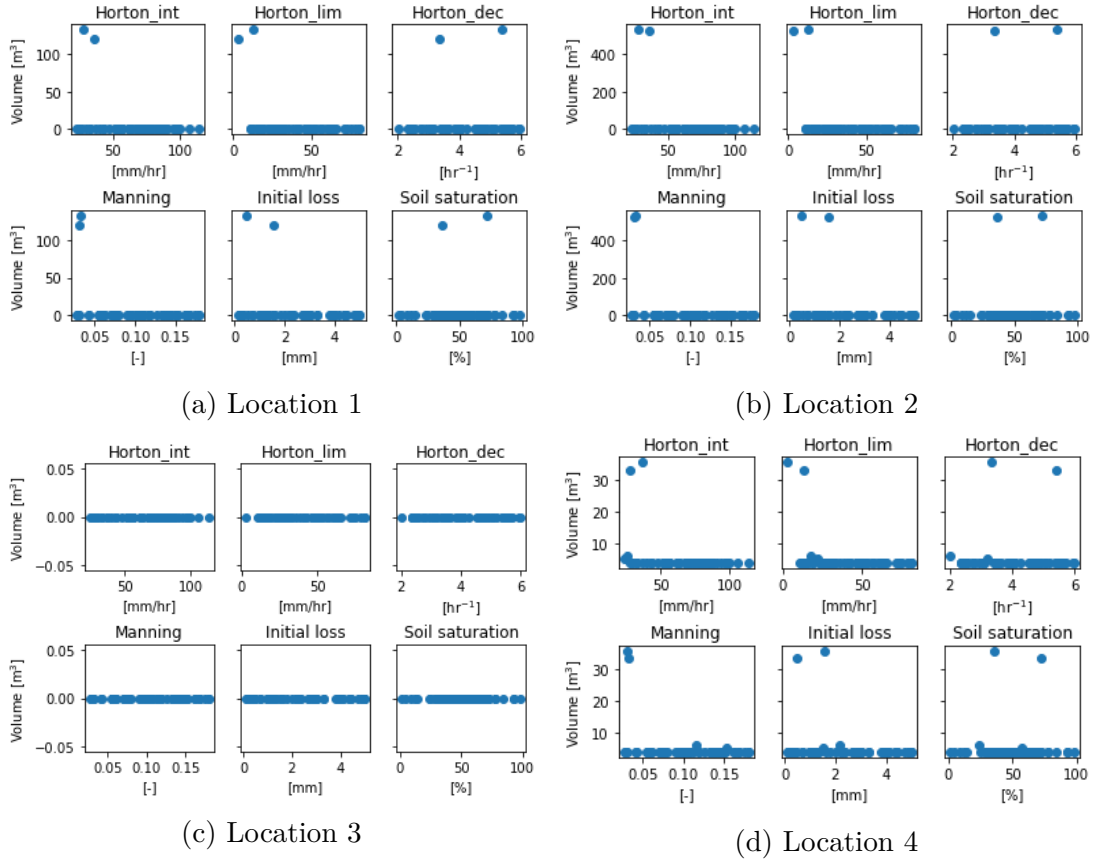 Horton_int Horton_lim Horton_dec
Volume [m³]
100
50
0
50 100 0 50 2 4 6
[mm/hr] [mm/hr] [hr⁻¹]
Manning Initial loss Soil saturation
Volume [m³]
100
50
0
0.05 0.10 0.15 0 2 4 0 50 100
[-] [mm] [%]
(a) Location 1
Horton_int Horton_lim Horton_dec
Volume [m³]
400
200
0
50 100 0 50 2 4 6
[mm/hr] [mm/hr] [hr⁻¹]
Manning Initial loss Soil saturation
Volume [m³]
400
200
0
0.05 0.10 0.15 0 2 4 0 50 100
[-] [mm] [%]
(b) Location 2
Horton_int Horton_lim Horton_dec
Volume [m³]
0.05
0.00
−0.05
50 100 0 50 2 4 6
[mm/hr] [mm/hr] [hr⁻¹]
Manning Initial loss Soil saturation
Volume [m³]
0.05
0.00
−0.05
0.05 0.10 0.15 0 2 4 0 50 100
[-] [mm] [%]
(c) Location 3
Horton_int Horton_lim Horton_dec
Volume [m³]
30
20
10
50 100 0 50 2 4 6
[mm/hr] [mm/hr] [hr⁻¹]
Manning Initial loss Soil saturation
Volume [m³]
30
20
10
0.05 0.10 0.15 0 2 4 0 50 100
[-] [mm] [%]
(d) Location 4